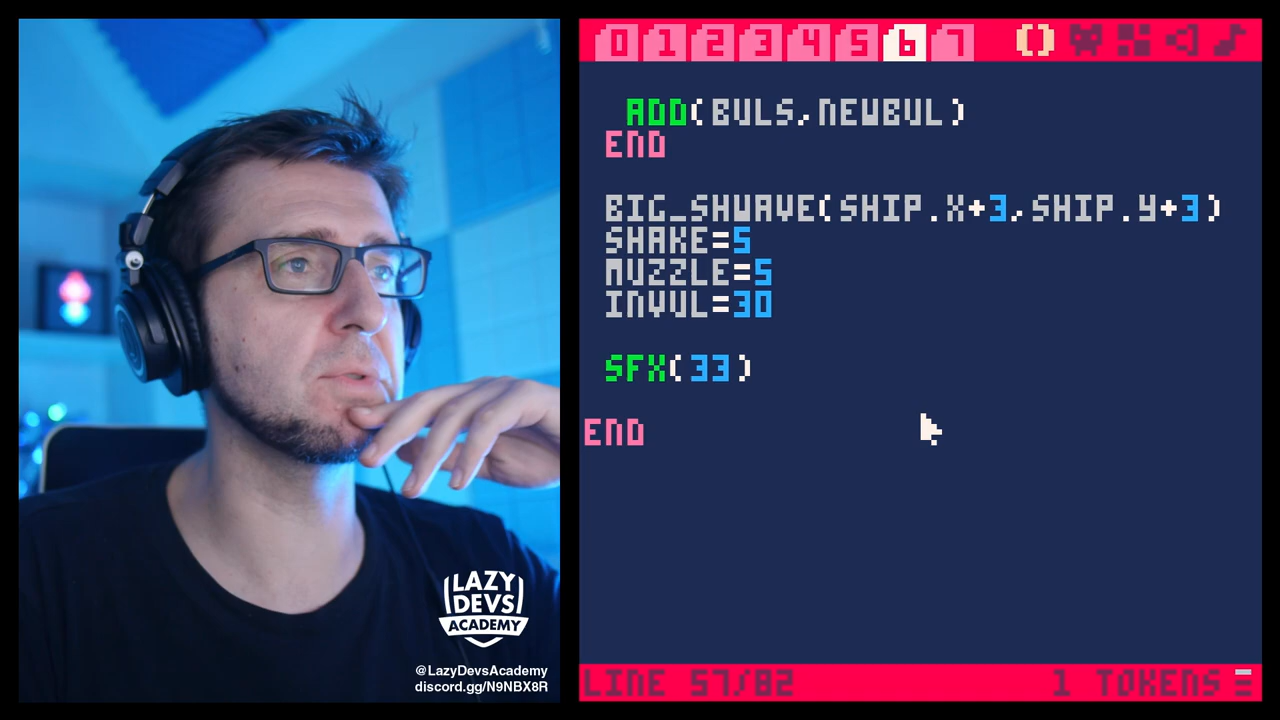 LAZY
DEVS
ACADEMY
@LazyDevsAcademy
discord.gg/N9NBX8R
0 1 2 3 4 5 6 7 ()
ADD(BULS,NEWBUL)
END
BIG_SHWAVE(SHIP.X+3,SHIP.Y+3)
SHAKE=5
MUZZLE=5
INVUL=30
SFX(33)
END
LINE 57/82 1 TOKENS